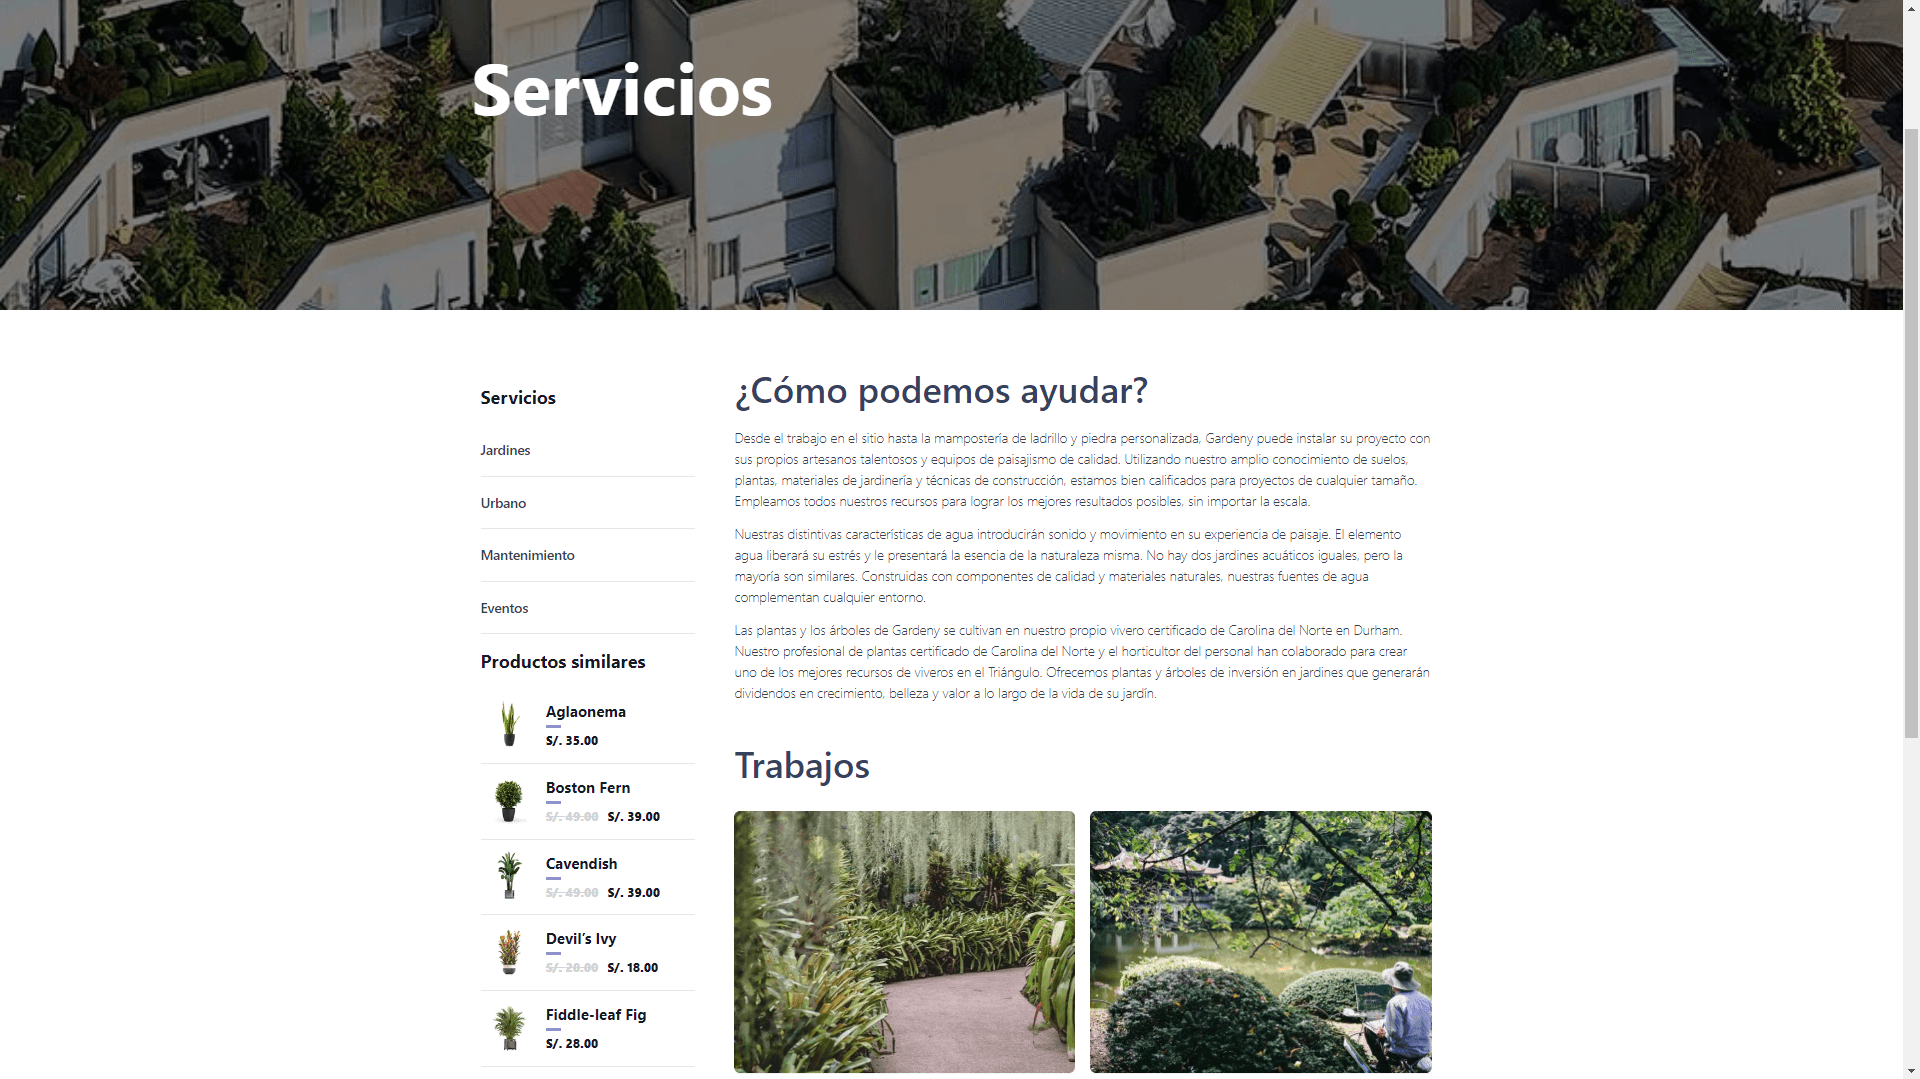 Servicios
Servicios
Jardines
Urbano
Mantenimiento
Eventos
Productos similares
Aglaonema
S/. 35.00
Boston Fern
S/. 49.00 S/. 39.00
Cavendish
S/. 49.00 S/. 39.00
Devil’s Ivy
S/. 20.00 S/. 18.00
Fiddle-leaf Fig
S/. 28.00
¿Cómo podemos ayudar?
Desde el trabajo en el sitio hasta la mampostería de ladrillo y piedra personalizada, Gardeny puede instalar su proyecto con
sus propios artesanos talentosos y equipos de paisajismo de calidad. Utilizando nuestro amplio conocimiento de suelos,
plantas, materiales de jardinería y técnicas de construcción, estamos bien calificados para proyectos de cualquier tamaño.
Empleamos todos nuestros recursos para lograr los mejores resultados posibles, sin importar la escala.
Nuestras distintivas características de agua introducirán sonido y movimiento en su experiencia de paisaje. El elemento
agua liberará su estrés y le presentará la esencia de la naturaleza misma. No hay dos jardines acuáticos iguales, pero la
mayoría son similares. Construidas con componentes de calidad y materiales naturales, nuestras fuentes de agua
complementan cualquier entorno.
Las plantas y los árboles de Gardeny se cultivan en nuestro propio vivero certificado de Carolina del Norte en Durham.
Nuestro profesional de plantas certificado de Carolina del Norte y el horticultor del personal han colaborado para crear
uno de los mejores recursos de viveros en el Triángulo. Ofrecemos plantas y árboles de inversión en jardines que generarán
dividendos en crecimiento, belleza y valor a lo largo de la vida de su jardín.
Trabajos